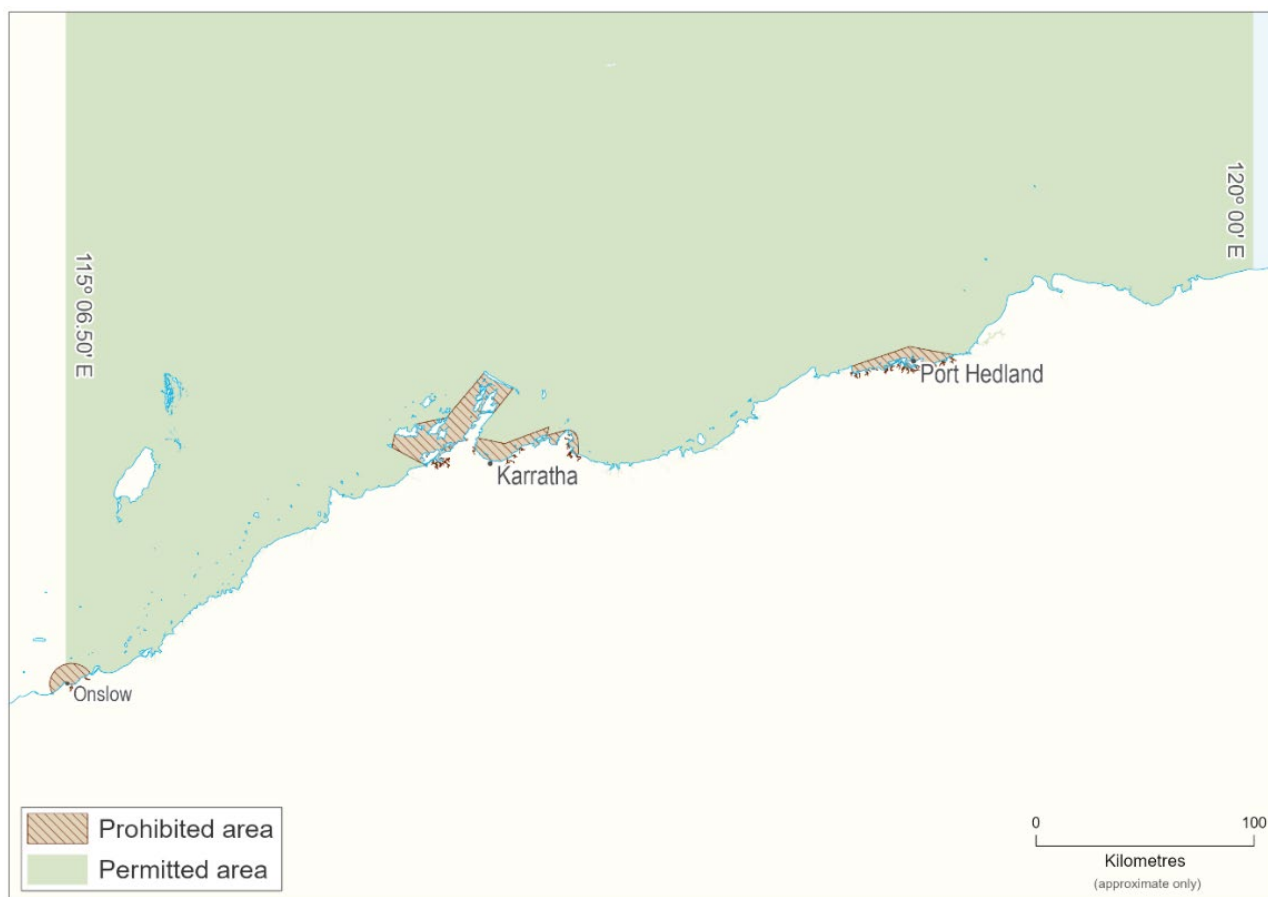 120° 00' E
115° 06.50' E
Port Hedland
Karratha
Onslow
Prohibited area
Permitted area
0 100
Kilometres
(approximate only)